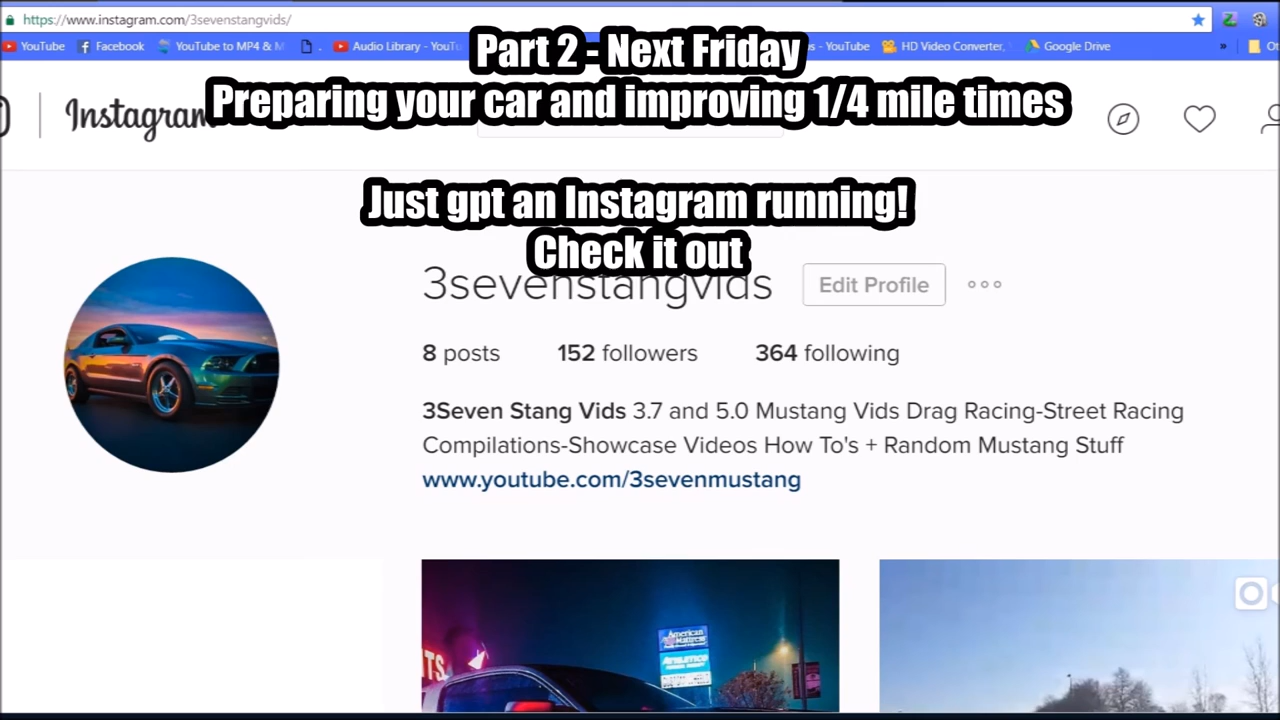 https://www.instagram.com/3sevenstangvids/
YouTube Facebook YouTube to MP4 & M Audio Library - YouTu s - YouTube HD Video Converter, Google Drive » Ot
Part 2 - Next Friday
Preparing your car and improving 1/4 mile times
Instagram
Just gpt an Instagram running!
Check it out
3sevenstangvids Edit Profile
8 posts 152 followers 364 following
3Seven Stang Vids 3.7 and 5.0 Mustang Vids Drag Racing-Street Racing
Compilations-Showcase Videos How To's + Random Mustang Stuff
www.youtube.com/3sevenmustang
American
Mattress
ATHLETICO
TS